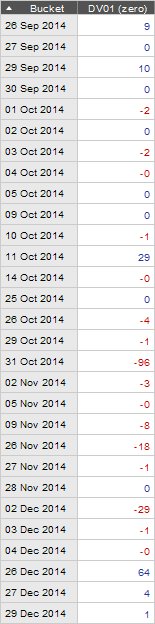 Bucket DV01 (zero)
26 Sep 2014 9
27 Sep 2014 0
29 Sep 2014 10
30 Sep 2014 0
01 Oct 2014 -2
02 Oct 2014 0
03 Oct 2014 -2
04 Oct 2014 -0
05 Oct 2014 0
09 Oct 2014 0
10 Oct 2014 -1
11 Oct 2014 29
14 Oct 2014 -0
25 Oct 2014 0
26 Oct 2014 -4
29 Oct 2014 -1
31 Oct 2014 -96
02 Nov 2014 -3
05 Nov 2014 -0
09 Nov 2014 -8
26 Nov 2014 -18
27 Nov 2014 -1
28 Nov 2014 0
02 Dec 2014 -29
03 Dec 2014 -1
04 Dec 2014 -0
26 Dec 2014 64
27 Dec 2014 4
29 Dec 2014 1